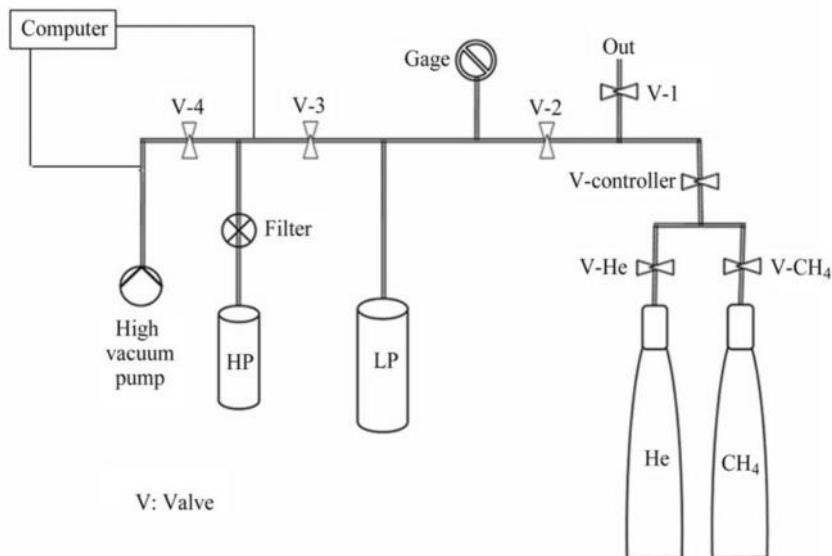 Computer
Out
Gage
V-1
V-2
V-3
V-4
V-controller
Filter
V-He
V-CH₄
High
vacuum
pump
HP
LP
He
CH₄
V: Valve